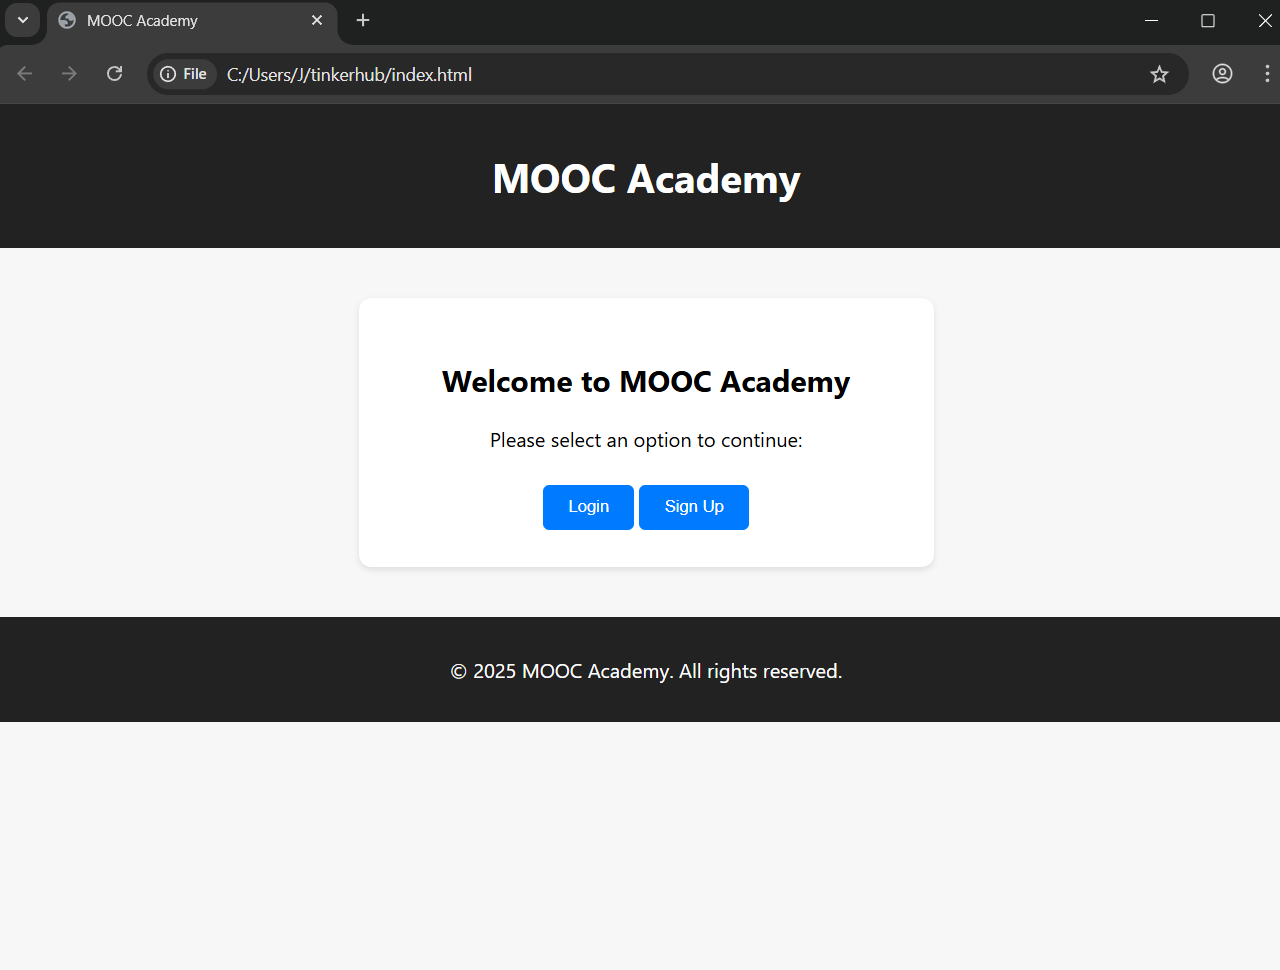 MOOC Academy
File
C:/Users/J/tinkerhub/index.html
MOOC Academy
Welcome to MOOC Academy
Please select an option to continue:
Login Sign Up
© 2025 MOOC Academy. All rights reserved.